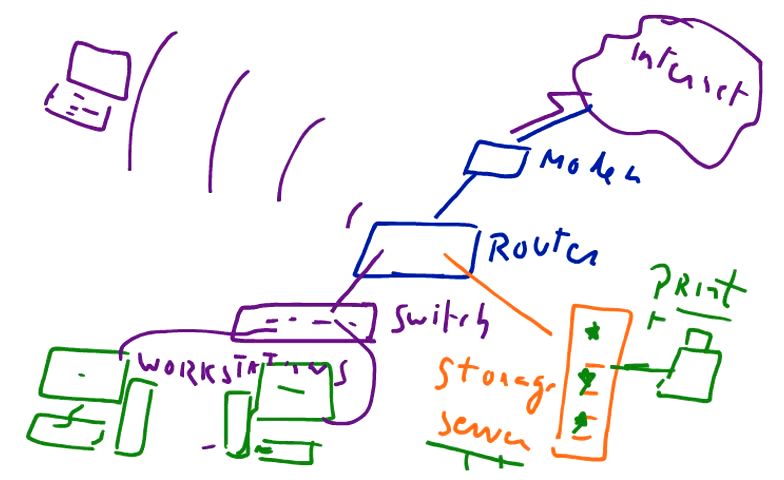 Internet
Modem
Router
Print
Switch
WORKSTATIONS
Storage
Server